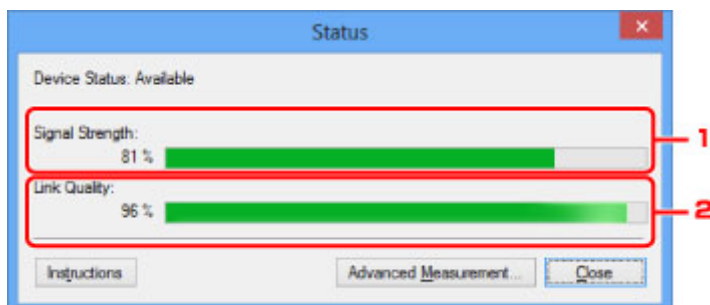 Status
Device Status: Available
Signal Strength:
81 %
1
Link Quality:
96 %
2
Instructions Advanced Measurement... Close